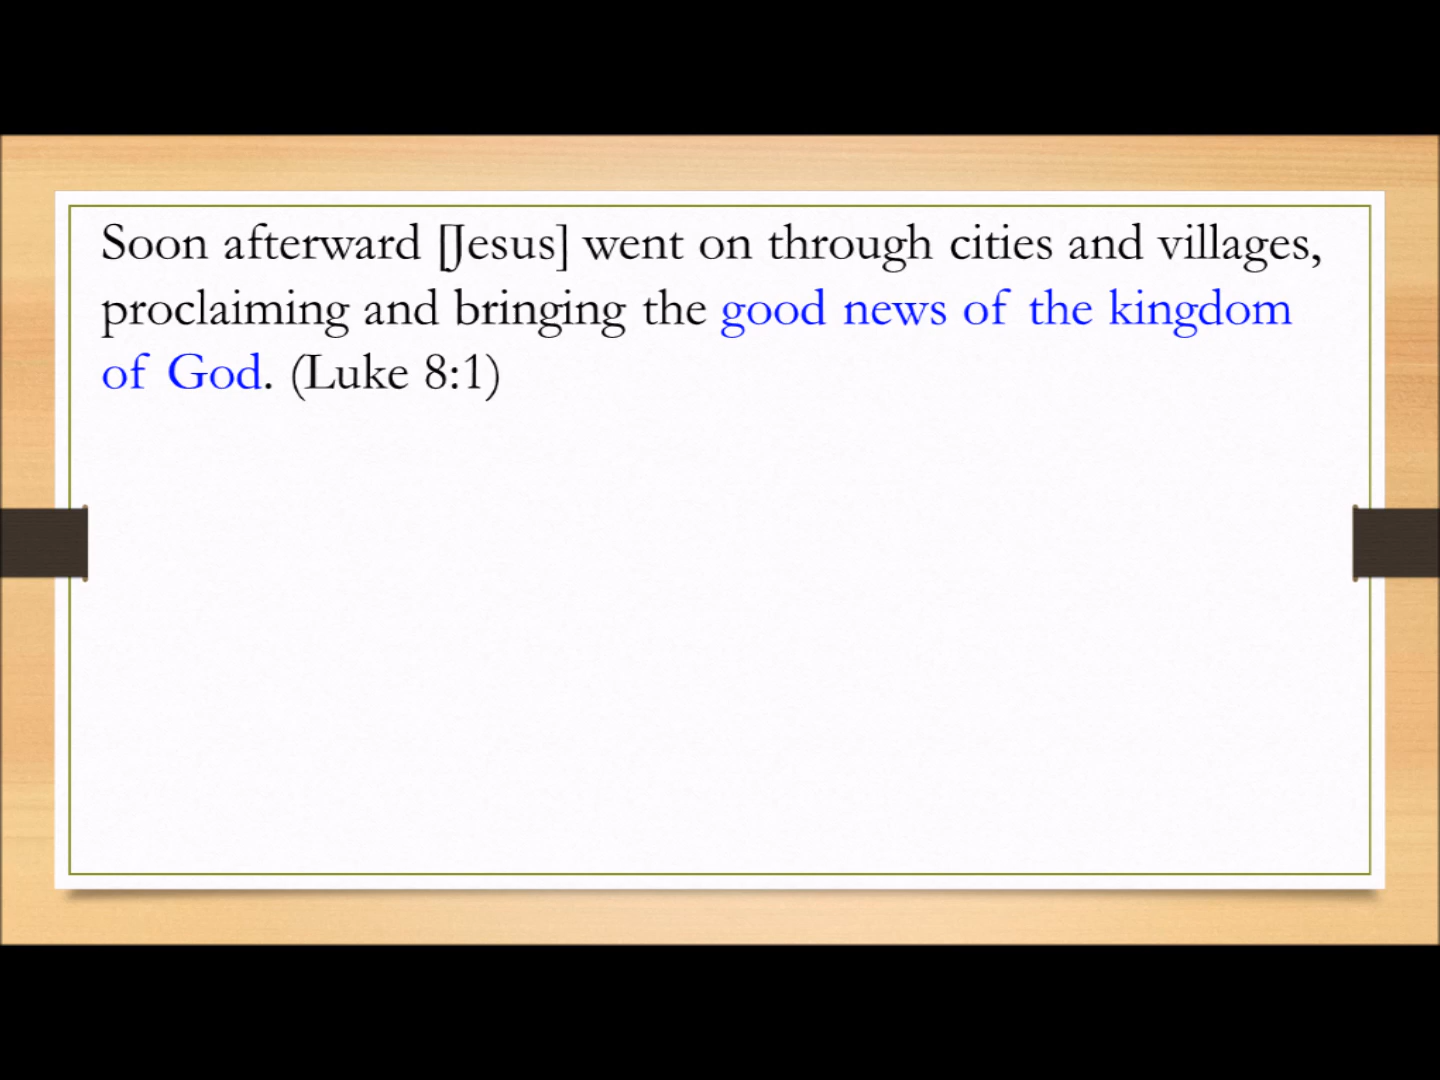 Soon afterward [Jesus] went on through cities and villages,
proclaiming and bringing the good news of the kingdom
of God. (Luke 8:1)